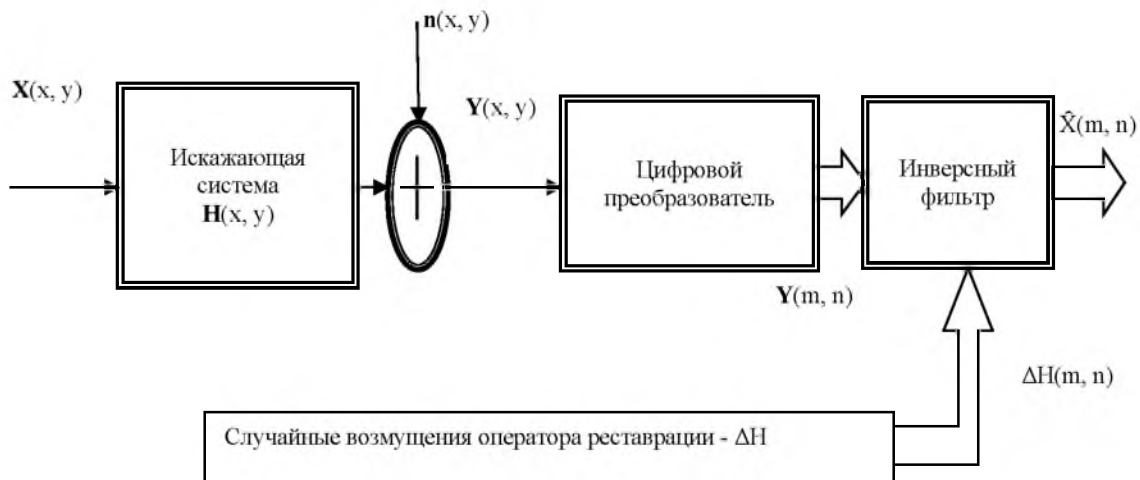 n(x, y)
X(x, y)
Искажающая
система
H(x, y)
Y(x, y)
Цифровой
преобразователь
Y(m, n)
Инверсный
фильтр
X̂(m, n)
ΔH(m, n)
Случайные возмущения оператора реставрации - ΔH